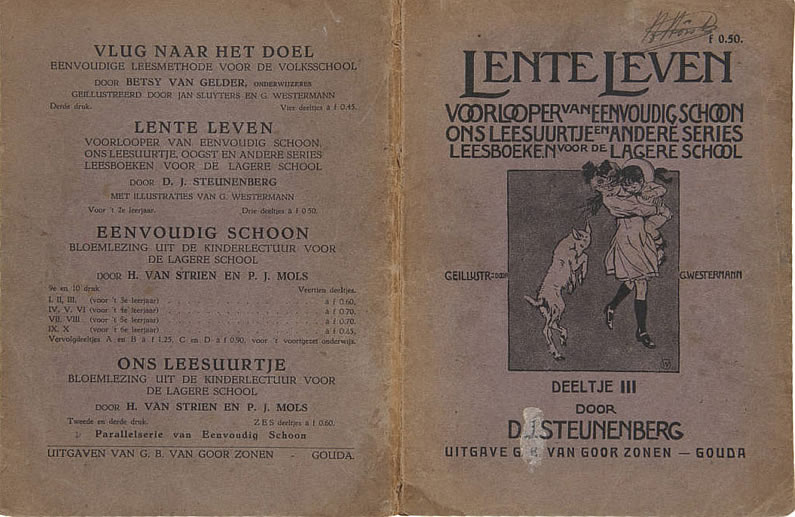 VLUG NAAR HET DOEL
EENVOUDIGE LEESMETHODE VOOR DE VOLKSSCHOOL
DOOR BETSY VAN GELDER, ONDERWIJZERES
GEILLUSTREERD DOOR JAN SLUYTERS EN G. WESTERMANN
Derde druk. Vier deeltjes à f 0.45.
LENTE LEVEN
VOORLOOPER VAN EENVOUDIG SCHOON,
ONS LEESUURTJE, OOGST EN ANDERE SERIES
LEESBOEKEN VOOR DE LAGERE SCHOOL
DOOR D. J. STEUNENBERG
MET ILLUSTRATIES VAN G. WESTERMANN
Voor 't 2e leerjaar. Drie deeltjes à f 0.50.
EENVOUDIG SCHOON
BLOEMLEZING UIT DE KINDERLECTUUR VOOR
DE LAGERE SCHOOL
DOOR H. VAN STRIEN EN P. J. MOLS
9e en 10 druk Veertien deeltjes.
I, II, III, (voor 't 3e leerjaar) à f 0.60.
IV, V, VI (voor 't 4e leerjaar) à f 0.70.
VII, VIII (voor 't 5e leerjaar) à f 0.70.
IX, X (voor 't 6e leerjaar) à f
Vervolgdeeltjes A en B à f 1.25, C en D à f 0.90, voor 't voortgezet onderwijs.
ONS LEESUURTJE
BLOEMLEZING UIT DE KINDERLECTUUR VOOR
DE LAGERE SCHOOL
DOOR H. VAN STRIEN EN P. J. MOLS
Tweede en derde druk. ZES deeltjes à f 0.60.
Parallelserie van Eenvoudig Schoon
UITGAVEN VAN G. B. VAN GOOR ZONEN - GOUDA.
f 0.50.
LENTE LEVEN
VOORLOOPER VAN EENVOUDIG SCHOON
ONS LEESUURTJE EN ANDERE SERIES
LEESBOEKEN VOOR DE LAGERE SCHOOL
GEILLUSTR: DOOR G. WESTERMANN
DEELTJE III
DOOR
D.J. STEUNENBERG
UITGAVE G. B. VAN GOOR ZONEN — GOUDA